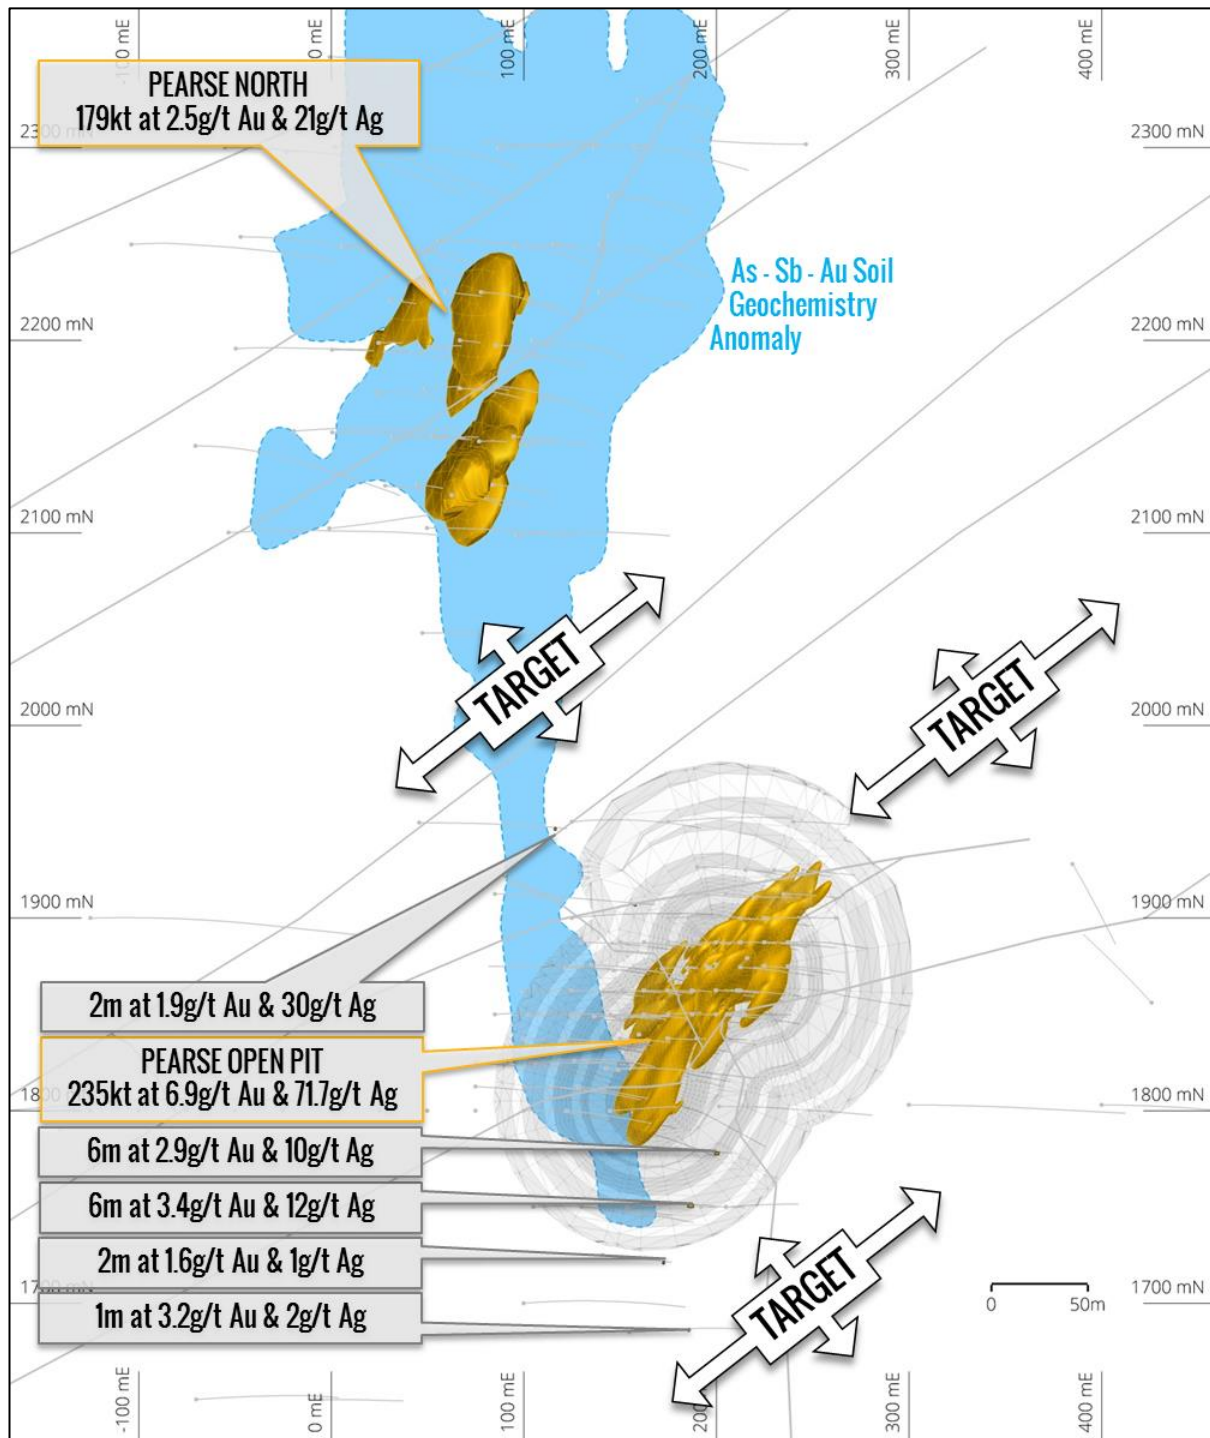 -100 mE
0 mE
100 mE
200 mE
300 mE
400 mE
PEARSE NORTH
179kt at 2.5g/t Au & 21g/t Ag
2300 mN
2300 mN
As - Sb - Au Soil
Geochemistry
Anomaly
2200 mN
2200 mN
2100 mN
2100 mN
TARGET
TARGET
2000 mN
2000 mN
1900 mN
1900 mN
2m at 1.9g/t Au & 30g/t Ag
PEARSE OPEN PIT
235kt at 6.9g/t Au & 71.7g/t Ag
1800 mN
1800 mN
6m at 2.9g/t Au & 10g/t Ag
6m at 3.4g/t Au & 12g/t Ag
2m at 1.6g/t Au & 1g/t Ag
TARGET
1700 mN
1700 mN
1m at 3.2g/t Au & 2g/t Ag
0 50m
-100 mE
0 mE
100 mE
200
300 mE
400 mE